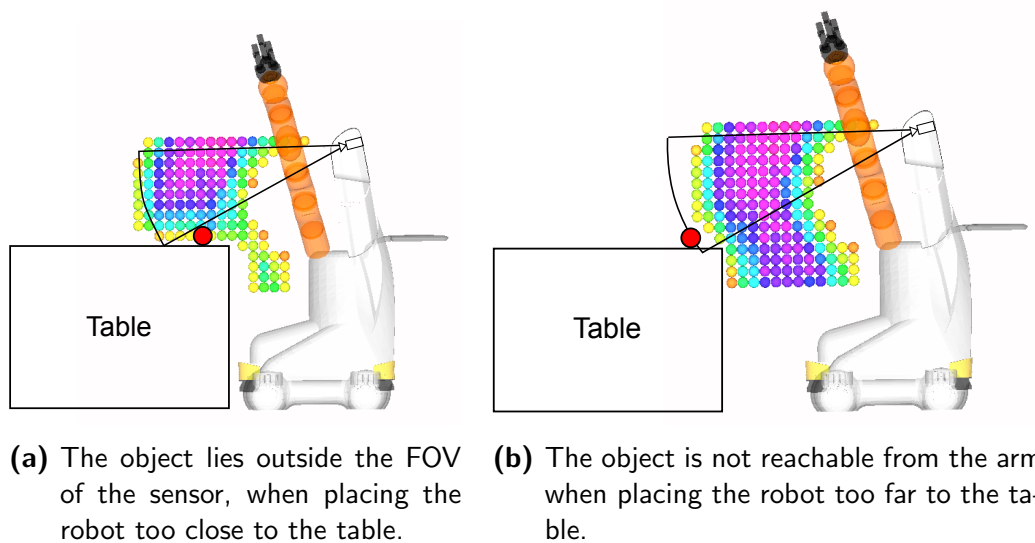 Table
Table
(a) The object lies outside the FOV
of the sensor, when placing the
robot too close to the table.
(b) The object is not reachable from the arm
when placing the robot too far to the ta-
ble.